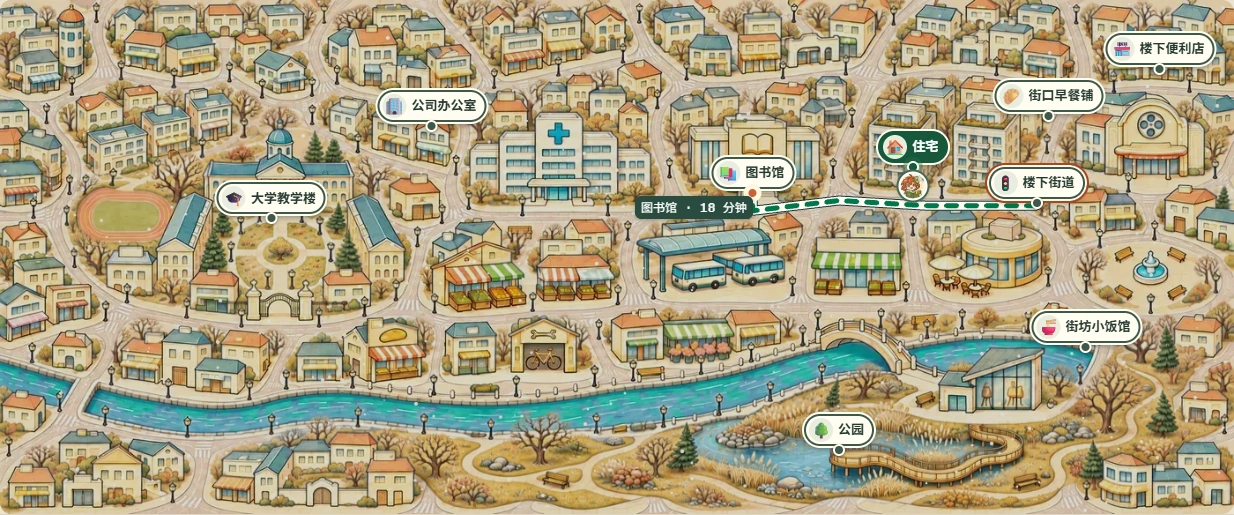 楼下便利店
街口早餐铺
公司办公室
住宅
图书馆
楼下街道
大学教学楼
图书馆 · 18 分钟
街坊小饭馆
公园